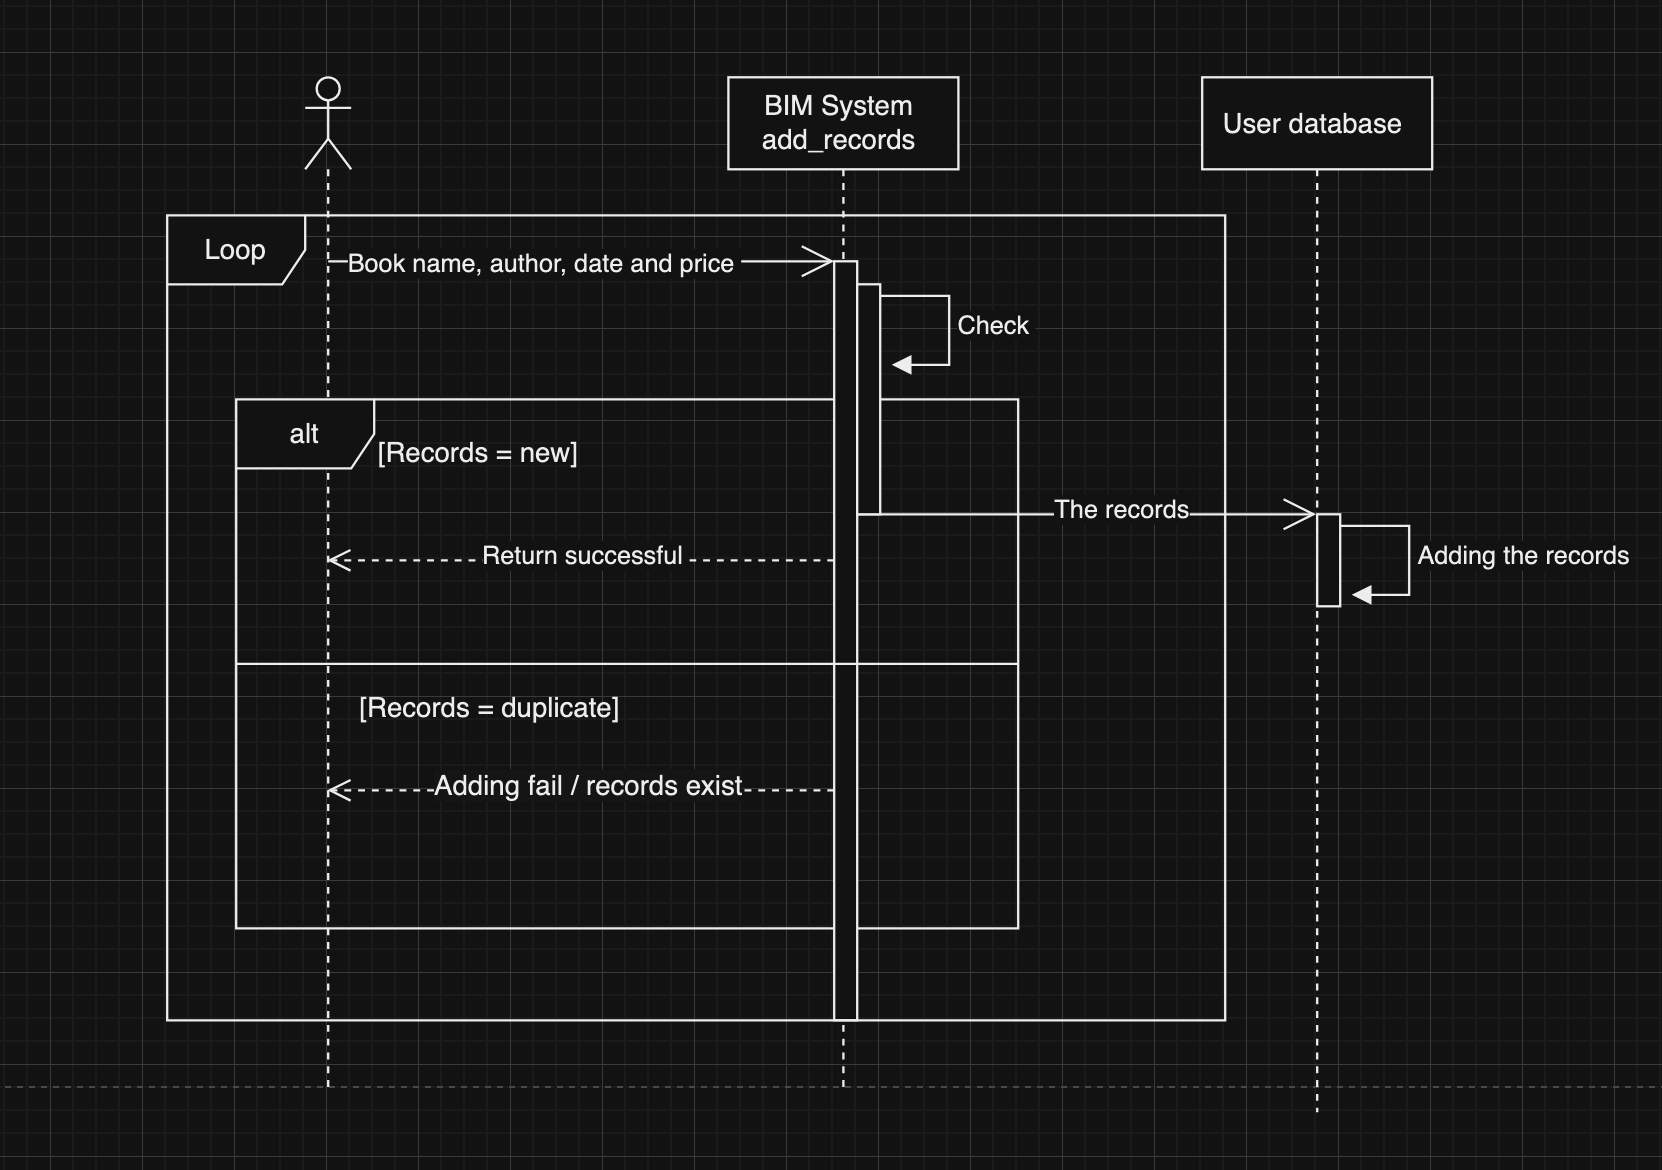 BIM System
add_records
User database
Loop
Book name, author, date and price
Check
alt
[Records = new]
The records
Return successful
Adding the records
[Records = duplicate]
Adding fail / records exist